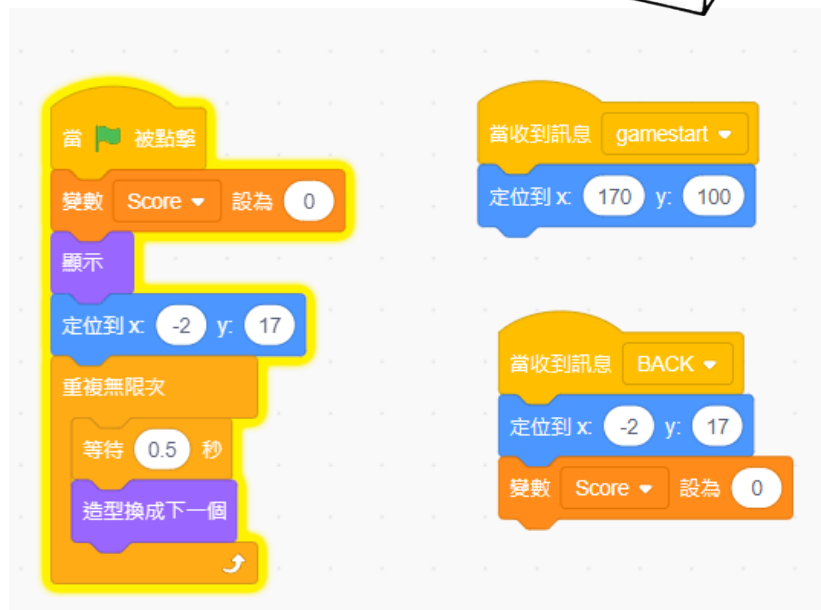 當 被點擊
變數 Score 設為 0
顯示
定位到 x: -2 y: 17
重複無限次
等待 0.5 秒
造型換成下一個
當收到訊息 gamestart
定位到 x: 170 y: 100
當收到訊息 BACK
定位到 x: -2 y: 17
變數 Score 設為 0